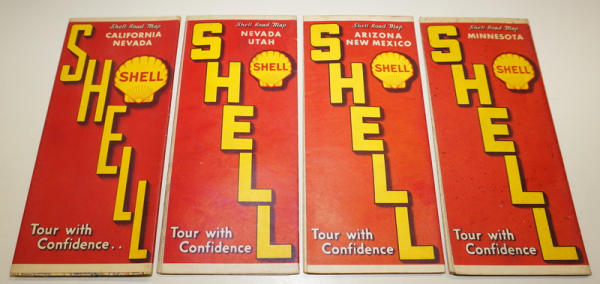 Shell Road Map
CALIFORNIA
NEVADA
SHELL
SHELL
Tour with
Confidence..
Shell Road Map
NEVADA
UTAH
SHELL
SHELL
Tour with
Confidence
Shell Road Map
ARIZONA
NEW MEXICO
SHELL
SHELL
Tour with
Confidence
Shell Road Map
MINNESOTA
SHELL
SHELL
Tour with
Confidence